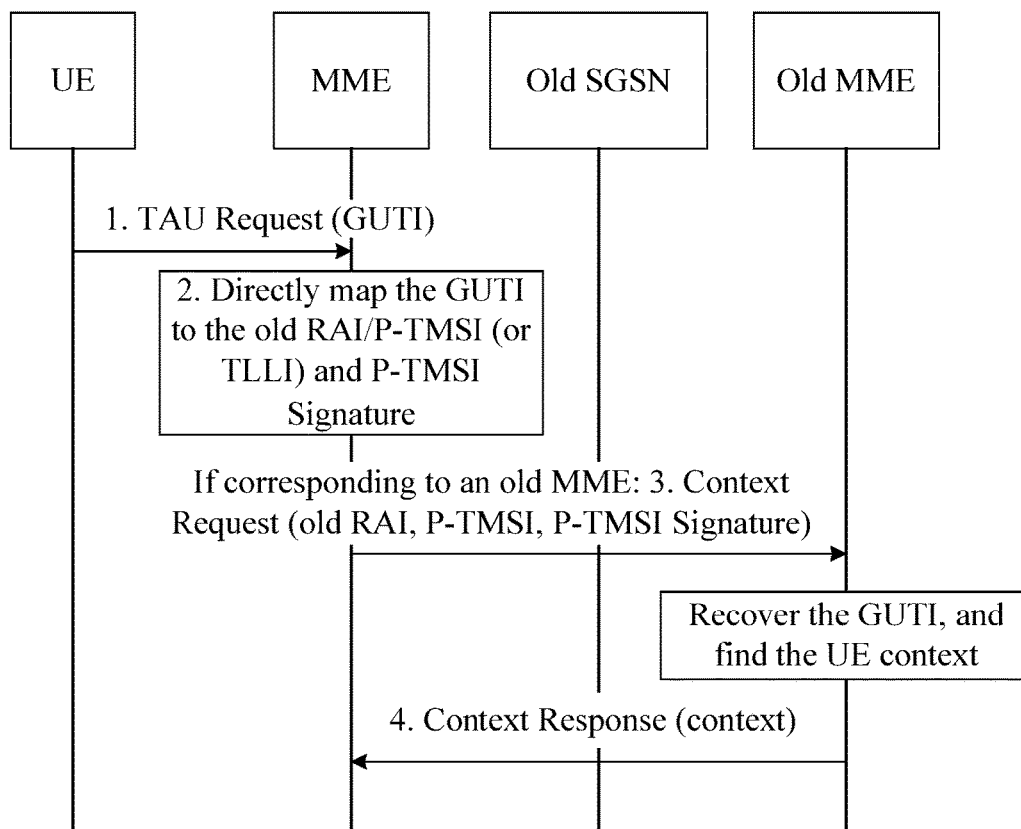 UE
MME
Old SGSN
Old MME
1. TAU Request (GUTI)
2. Directly map the GUTI
to the old RAI/P-TMSI (or
TLLI) and P-TMSI
Signature
If corresponding to an old MME: 3. Context
Request (old RAI, P-TMSI, P-TMSI Signature)
Recover the GUTI, and
find the UE context
4. Context Response (context)